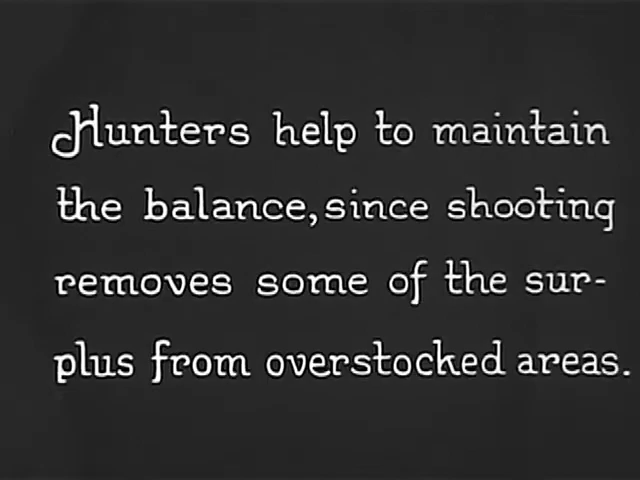 Hunters help to maintain
the balance, since shooting
removes some of the sur-
plus from overstocked areas.